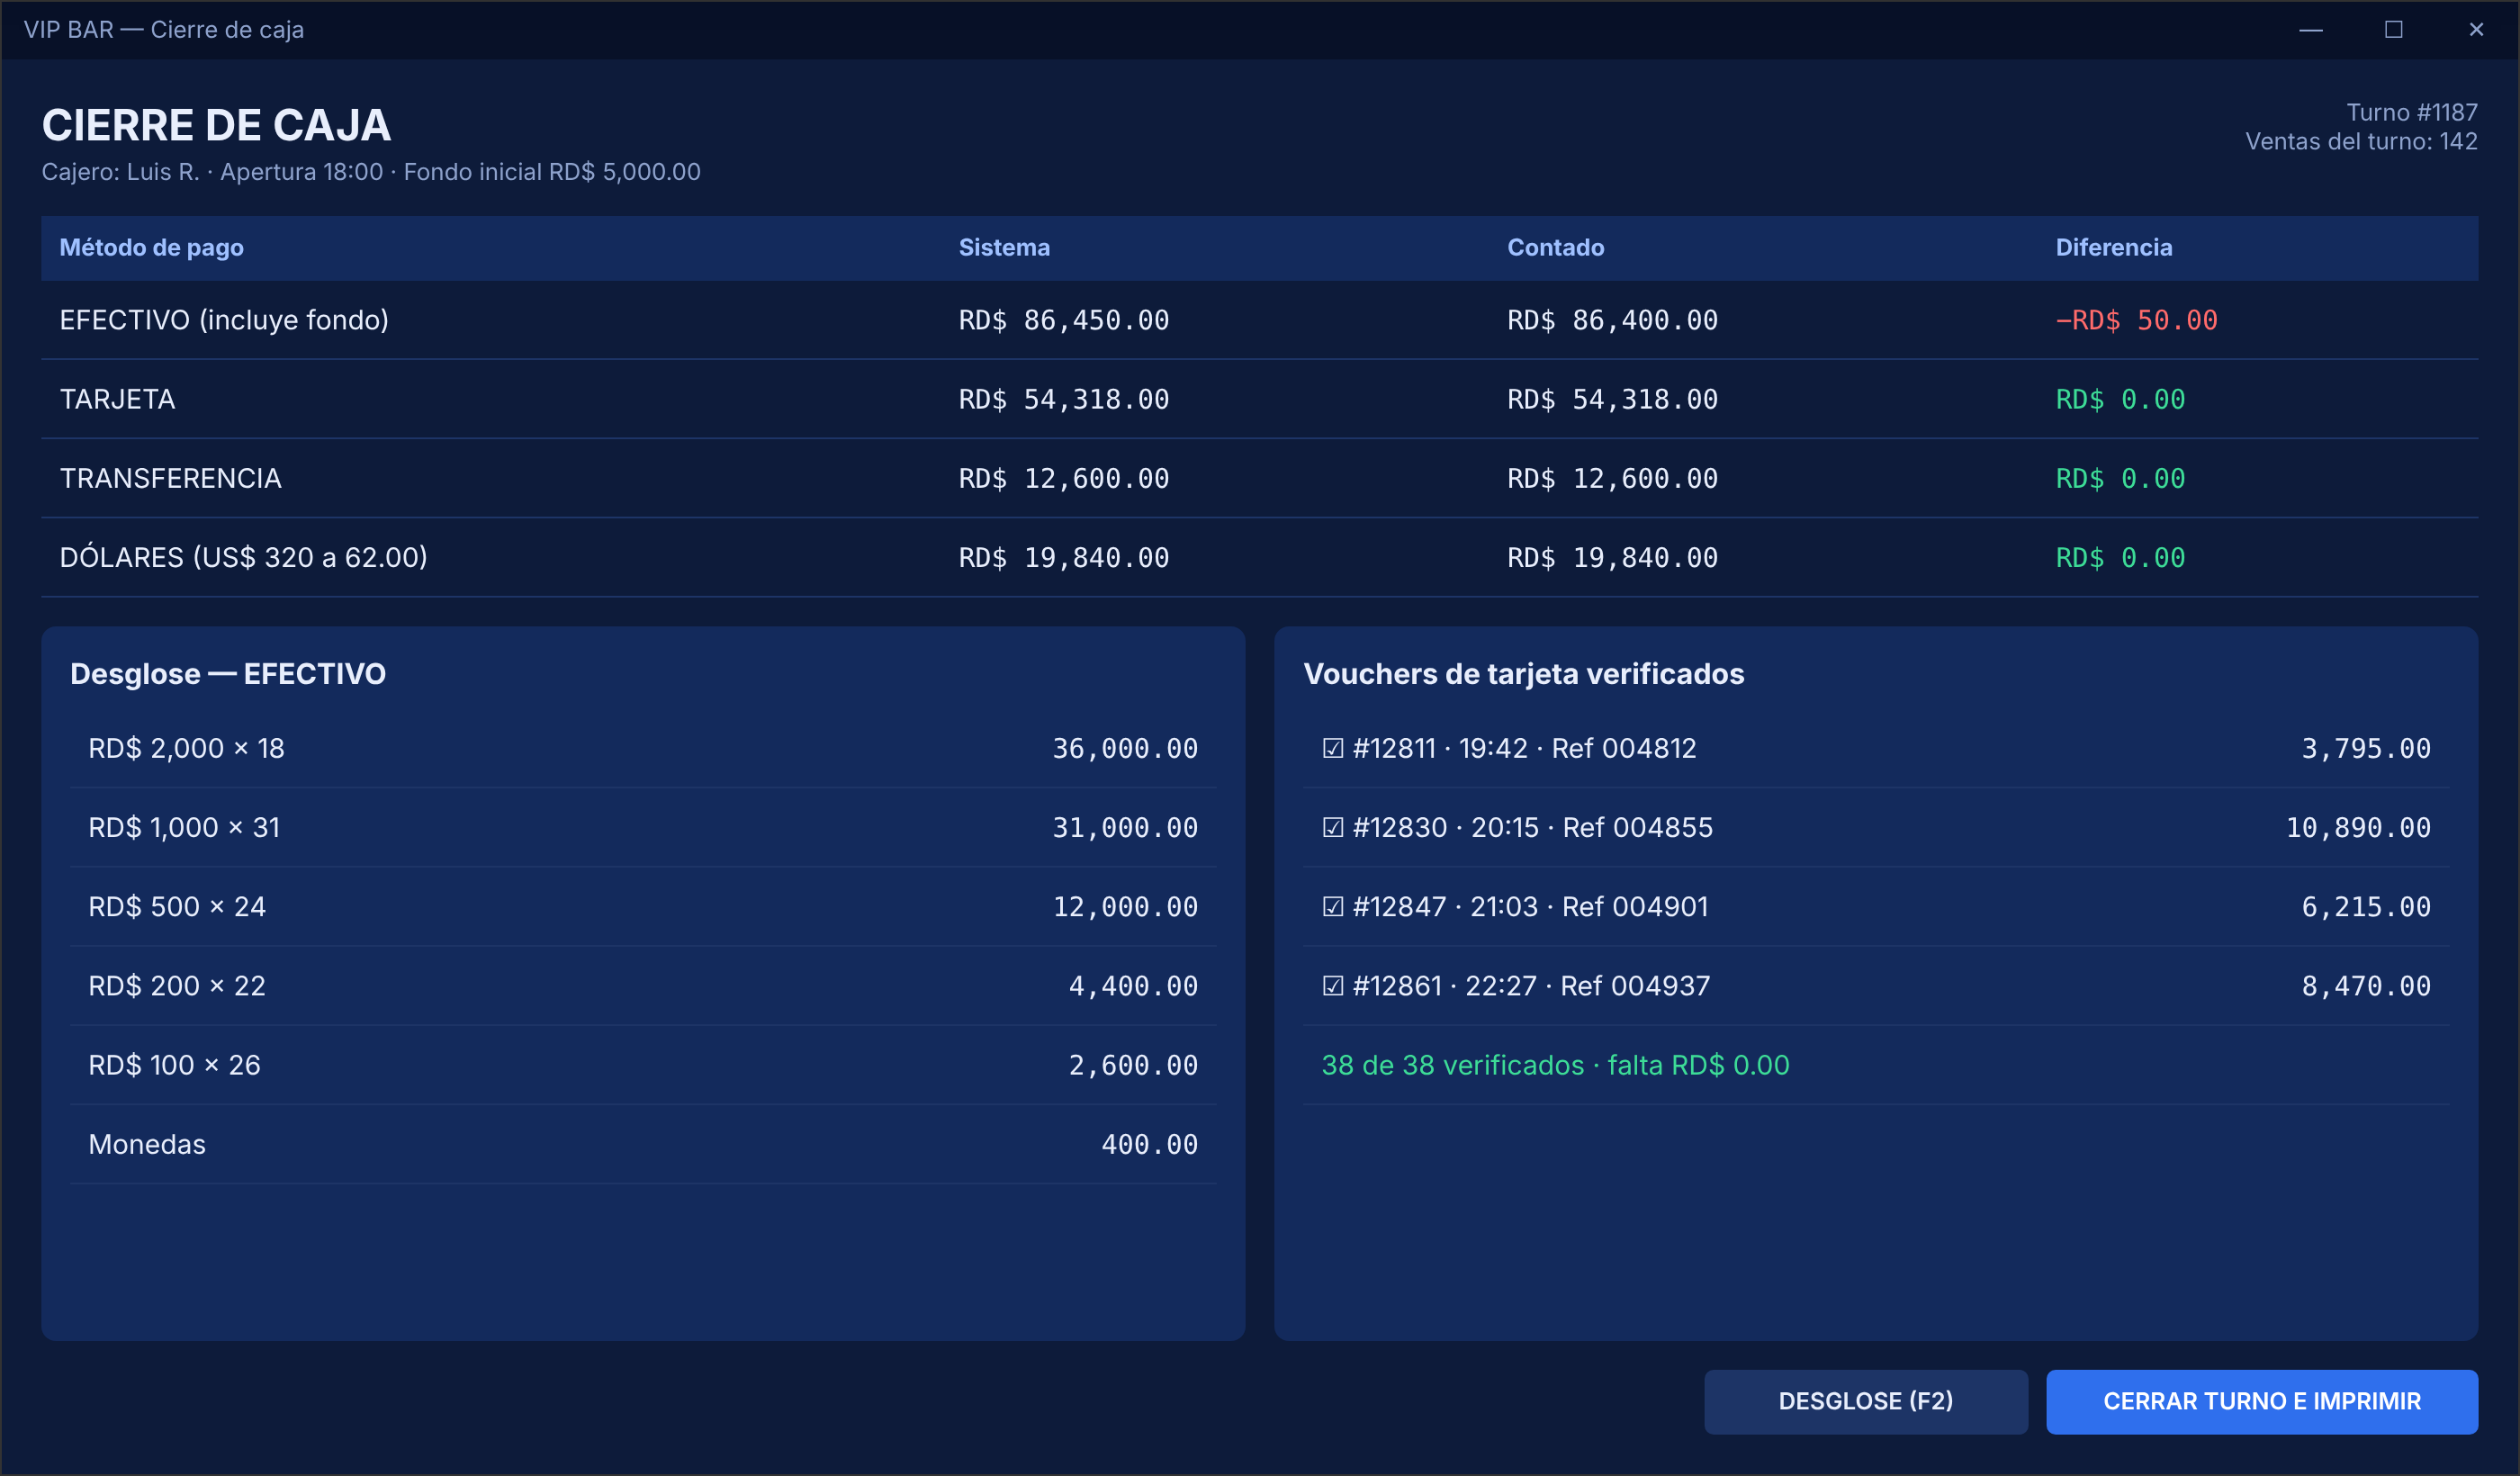 VIP BAR — Cierre de caja
CIERRE DE CAJA
Cajero: Luis R. · Apertura 18:00 · Fondo inicial RD$ 5,000.00
Turno #1187
Ventas del turno: 142
Método de pago Sistema Contado Diferencia
EFECTIVO (incluye fondo) RD$ 86,450.00 RD$ 86,400.00 −RD$ 50.00
TARJETA RD$ 54,318.00 RD$ 54,318.00 RD$ 0.00
TRANSFERENCIA RD$ 12,600.00 RD$ 12,600.00 RD$ 0.00
DÓLARES (US$ 320 a 62.00) RD$ 19,840.00 RD$ 19,840.00 RD$ 0.00
Desglose — EFECTIVO
RD$ 2,000 × 18 36,000.00
RD$ 1,000 × 31 31,000.00
RD$ 500 × 24 12,000.00
RD$ 200 × 22 4,400.00
RD$ 100 × 26 2,600.00
Monedas 400.00
Vouchers de tarjeta verificados
☑ #12811 · 19:42 · Ref 004812 3,795.00
☑ #12830 · 20:15 · Ref 004855 10,890.00
☑ #12847 · 21:03 · Ref 004901 6,215.00
☑ #12861 · 22:27 · Ref 004937 8,470.00
38 de 38 verificados · falta RD$ 0.00
DESGLOSE (F2)
CERRAR TURNO E IMPRIMIR